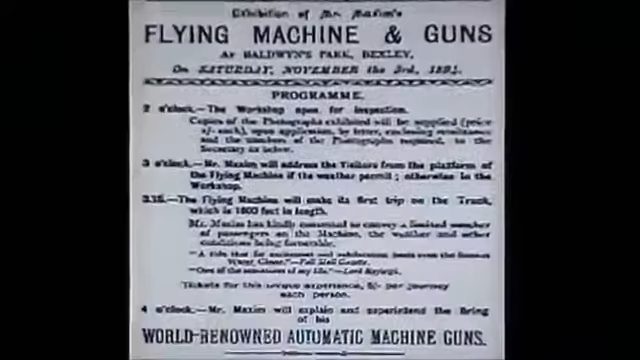 Exhibition of Mr. Maxim's
FLYING MACHINE & GUNS
AT BALDWYN'S PARK, BEXLEY,
On SATURDAY, NOVEMBER the 3rd, 1894.
PROGRAMME.
2 o'clock.—The Workshop open for inspection.
Copies of the Photographs exhibited will be supplied (price
/- each), upon application, by letter, enclosing remittance
and the numbers of the Photographs required, to the
Secretary as below.
3 o'clock.—Mr. Maxim will address the Visitors from the platform of
the Flying Machine if the weather permit; otherwise in the
Workshop.
3.15.—The Flying Machine will make its first trip on the Track,
which is 1800 feet in length.
Mr. Maxim has kindly consented to convey a limited number
of passengers on the Machine, the weather and other
conditions being favourable.
"A ride that for excitement and exhilaration beats even the famous
Water Chute."—Pall Mall Gazette.
"One of the sensations of my life."—Lord Rayleigh.
Tickets for this unique experience, 5/- per journey
each person.
4 o'clock.—Mr. Maxim will explain and superintend the firing
of his
WORLD-RENOWNED AUTOMATIC MACHINE GUNS.